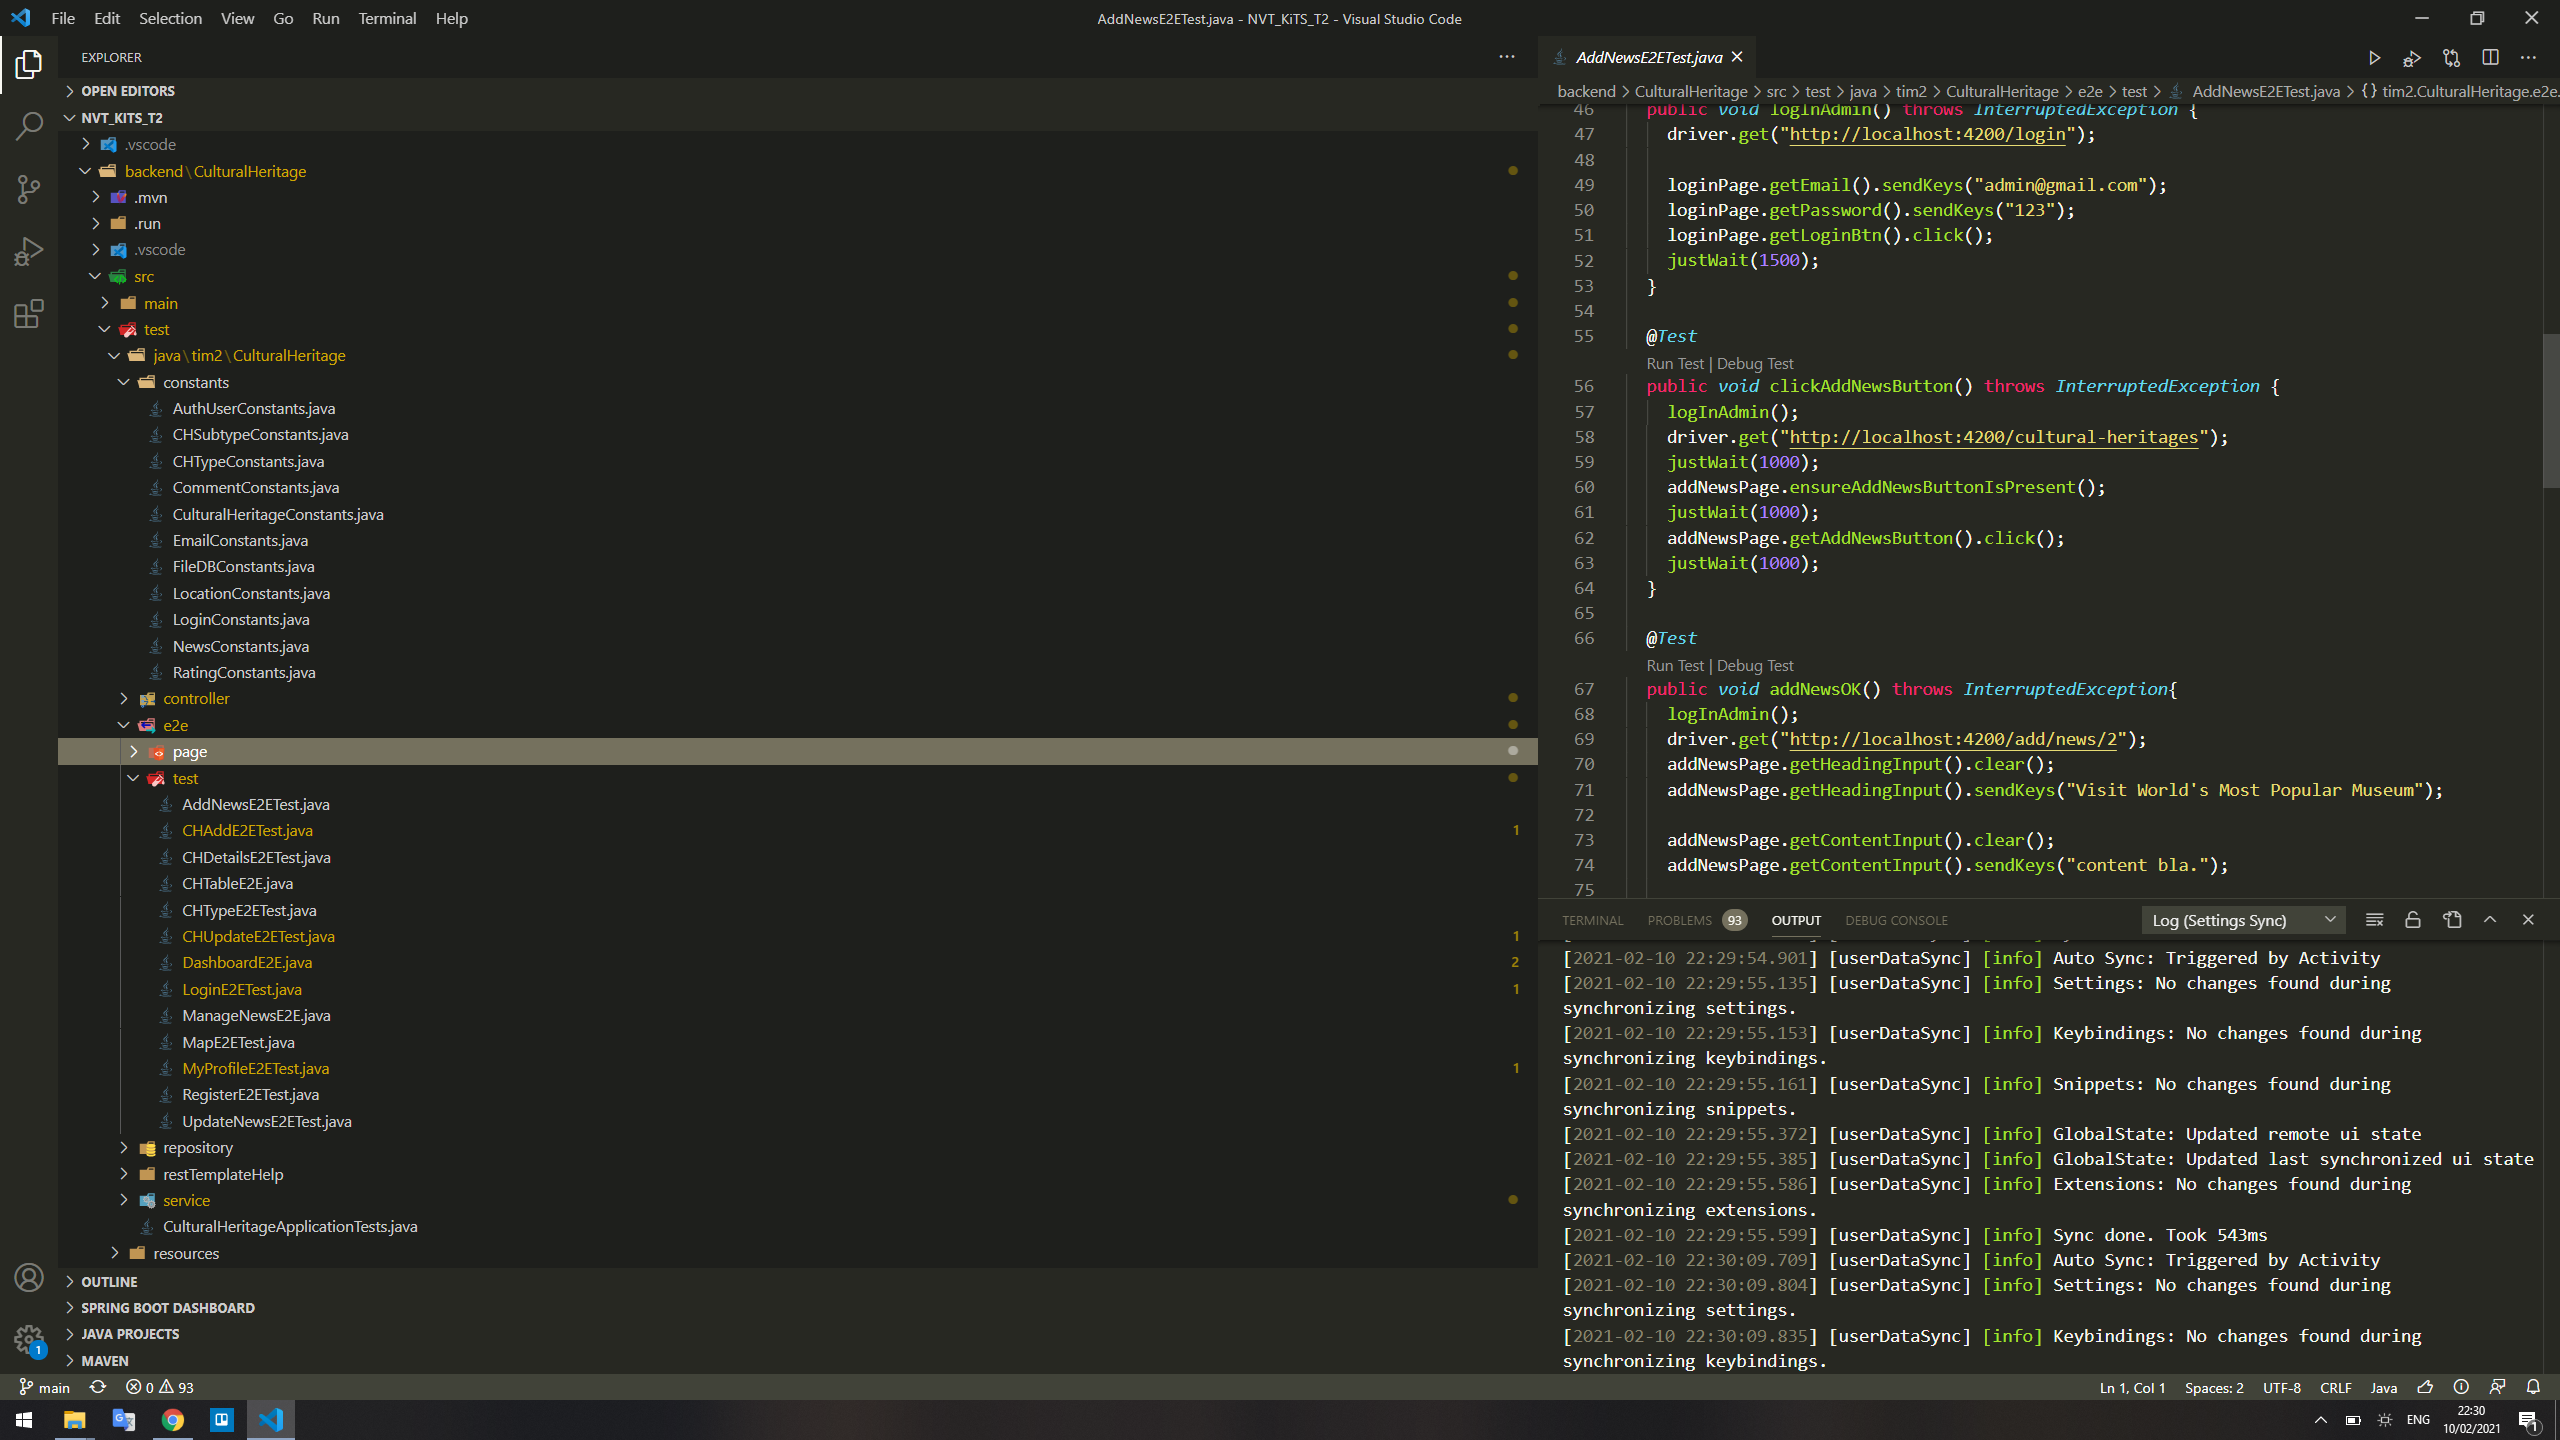 File Edit Selection View Go Run Terminal Help
AddNewsE2ETest.java - NVT_KiTS_T2 - Visual Studio Code
EXPLORER
OPEN EDITORS
NVT_KITS_T2
.vscode
backend\CulturalHeritage
.mvn
.run
.vscode
src
main
test
java\tim2\CulturalHeritage
constants
AuthUserConstants.java
CHSubtypeConstants.java
CHTypeConstants.java
CommentConstants.java
CulturalHeritageConstants.java
EmailConstants.java
FileDBConstants.java
LocationConstants.java
LoginConstants.java
NewsConstants.java
RatingConstants.java
controller
e2e
page
test
AddNewsE2ETest.java
CHAddE2ETest.java 1
CHDetailsE2ETest.java
CHTableE2E.java
CHTypeE2ETest.java
CHUpdateE2ETest.java 1
DashboardE2E.java 2
LoginE2ETest.java 1
ManageNewsE2E.java
MapE2ETest.java
MyProfileE2ETest.java 1
RegisterE2ETest.java
UpdateNewsE2ETest.java
repository
restTemplateHelp
service
CulturalHeritageApplicationTests.java
resources
OUTLINE
SPRING BOOT DASHBOARD
JAVA PROJECTS
MAVEN
1
AddNewsE2ETest.java
backend > CulturalHeritage > src > test > java > tim2 > CulturalHeritage > e2e > test > AddNewsE2ETest.java > {} tim2.CulturalHeritage.e2e.
46 public void logInAdmin() throws InterruptedException {
47 driver.get("http://localhost:4200/login");
48
49 loginPage.getEmail().sendKeys("admin@gmail.com");
50 loginPage.getPassword().sendKeys("123");
51 loginPage.getLoginBtn().click();
52 justWait(1500);
53 }
54
55 @Test
Run Test | Debug Test
56 public void clickAddNewsButton() throws InterruptedException {
57 logInAdmin();
58 driver.get("http://localhost:4200/cultural-heritages");
59 justWait(1000);
60 addNewsPage.ensureAddNewsButtonIsPresent();
61 justWait(1000);
62 addNewsPage.getAddNewsButton().click();
63 justWait(1000);
64 }
65
66 @Test
Run Test | Debug Test
67 public void addNewsOK() throws InterruptedException{
68 logInAdmin();
69 driver.get("http://localhost:4200/add/news/2");
70 addNewsPage.getHeadingInput().clear();
71 addNewsPage.getHeadingInput().sendKeys("Visit World's Most Popular Museum");
72
73 addNewsPage.getContentInput().clear();
74 addNewsPage.getContentInput().sendKeys("content bla.");
75
TERMINAL PROBLEMS 93 OUTPUT DEBUG CONSOLE Log (Settings Sync)
[2021-02-10 22:29:54.901] [userDataSync] [info] Auto Sync: Triggered by Activity
[2021-02-10 22:29:55.135] [userDataSync] [info] Settings: No changes found during
synchronizing settings.
[2021-02-10 22:29:55.153] [userDataSync] [info] Keybindings: No changes found during
synchronizing keybindings.
[2021-02-10 22:29:55.161] [userDataSync] [info] Snippets: No changes found during
synchronizing snippets.
[2021-02-10 22:29:55.372] [userDataSync] [info] GlobalState: Updated remote ui state
[2021-02-10 22:29:55.385] [userDataSync] [info] GlobalState: Updated last synchronized ui state
[2021-02-10 22:29:55.586] [userDataSync] [info] Extensions: No changes found during
synchronizing extensions.
[2021-02-10 22:29:55.599] [userDataSync] [info] Sync done. Took 543ms
[2021-02-10 22:30:09.709] [userDataSync] [info] Auto Sync: Triggered by Activity
[2021-02-10 22:30:09.804] [userDataSync] [info] Settings: No changes found during
synchronizing settings.
[2021-02-10 22:30:09.835] [userDataSync] [info] Keybindings: No changes found during
synchronizing keybindings.
main 0 93 Ln 1, Col 1 Spaces: 2 UTF-8 CRLF Java
ENG 22:30
10/02/2021
1